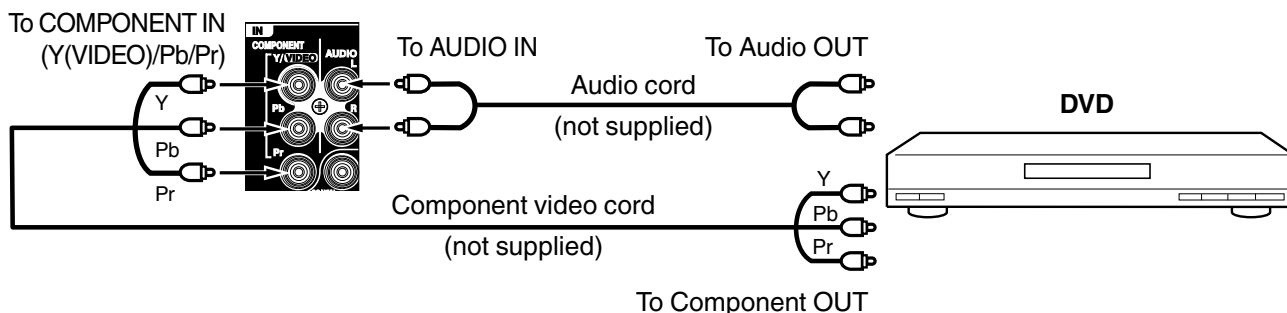 To COMPONENT IN
(Y(VIDEO)/Pb/Pr)
IN
COMPONENT
Y/VIDEO
AUDIO
L
Pb
R
Pr
Y
Pb
Pr
To AUDIO IN
To Audio OUT
Audio cord
(not supplied)
DVD
Component video cord
(not supplied)
Y
Pb
Pr
To Component OUT